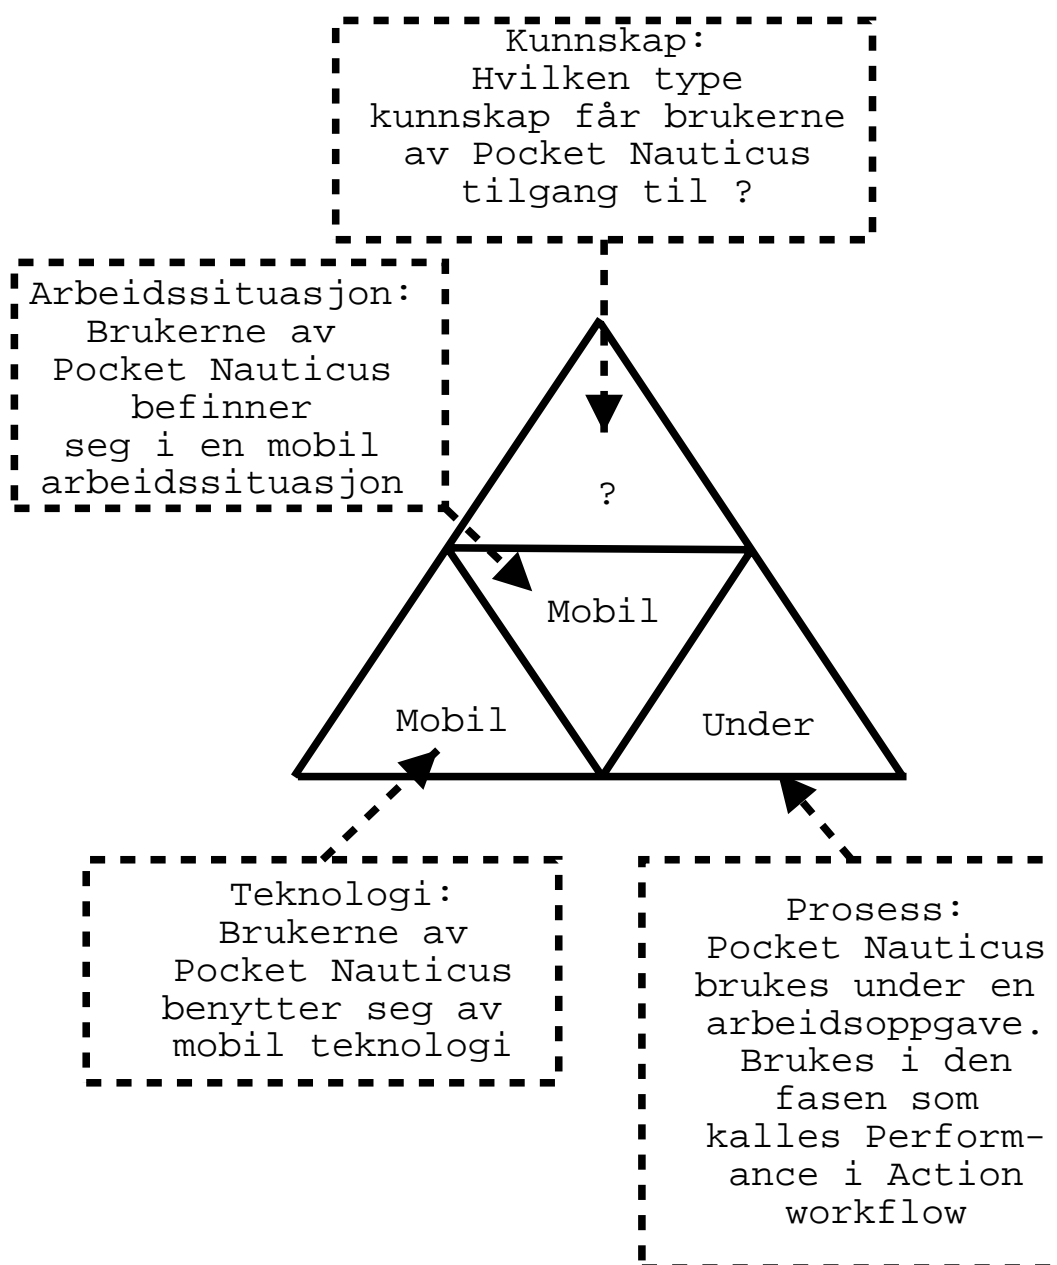 Kunnskap:
Hvilken type
kunnskap får brukerne
av Pocket Nauticus
tilgang til ?
Arbeidssituasjon:
Brukerne av
Pocket Nauticus
befinner
seg i en mobil
arbeidssituasjon
?
Mobil
Mobil
Under
Teknologi:
Brukerne av
Pocket Nauticus
benytter seg av
mobil teknologi
Prosess:
Pocket Nauticus
brukes under en
arbeidsoppgave.
Brukes i den
fasen som
kalles Perform-
ance i Action
workflow